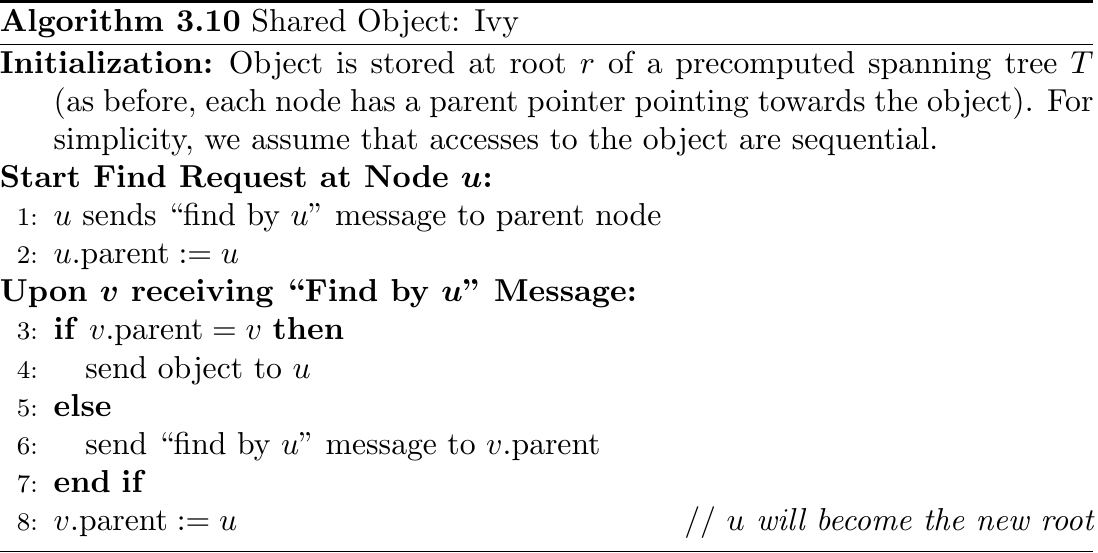 Algorithm 3.10 Shared Object: Ivy
Initialization: Object is stored at root r of a precomputed spanning tree T
(as before, each node has a parent pointer pointing towards the object). For
simplicity, we assume that accesses to the object are sequential.
Start Find Request at Node u:
1: u sends “find by u” message to parent node
2: u.parent := u
Upon v receiving “Find by u” Message:
3: if v.parent = v then
4: send object to u
5: else
6: send “find by u” message to v.parent
7: end if
8: v.parent := u // u will become the new root